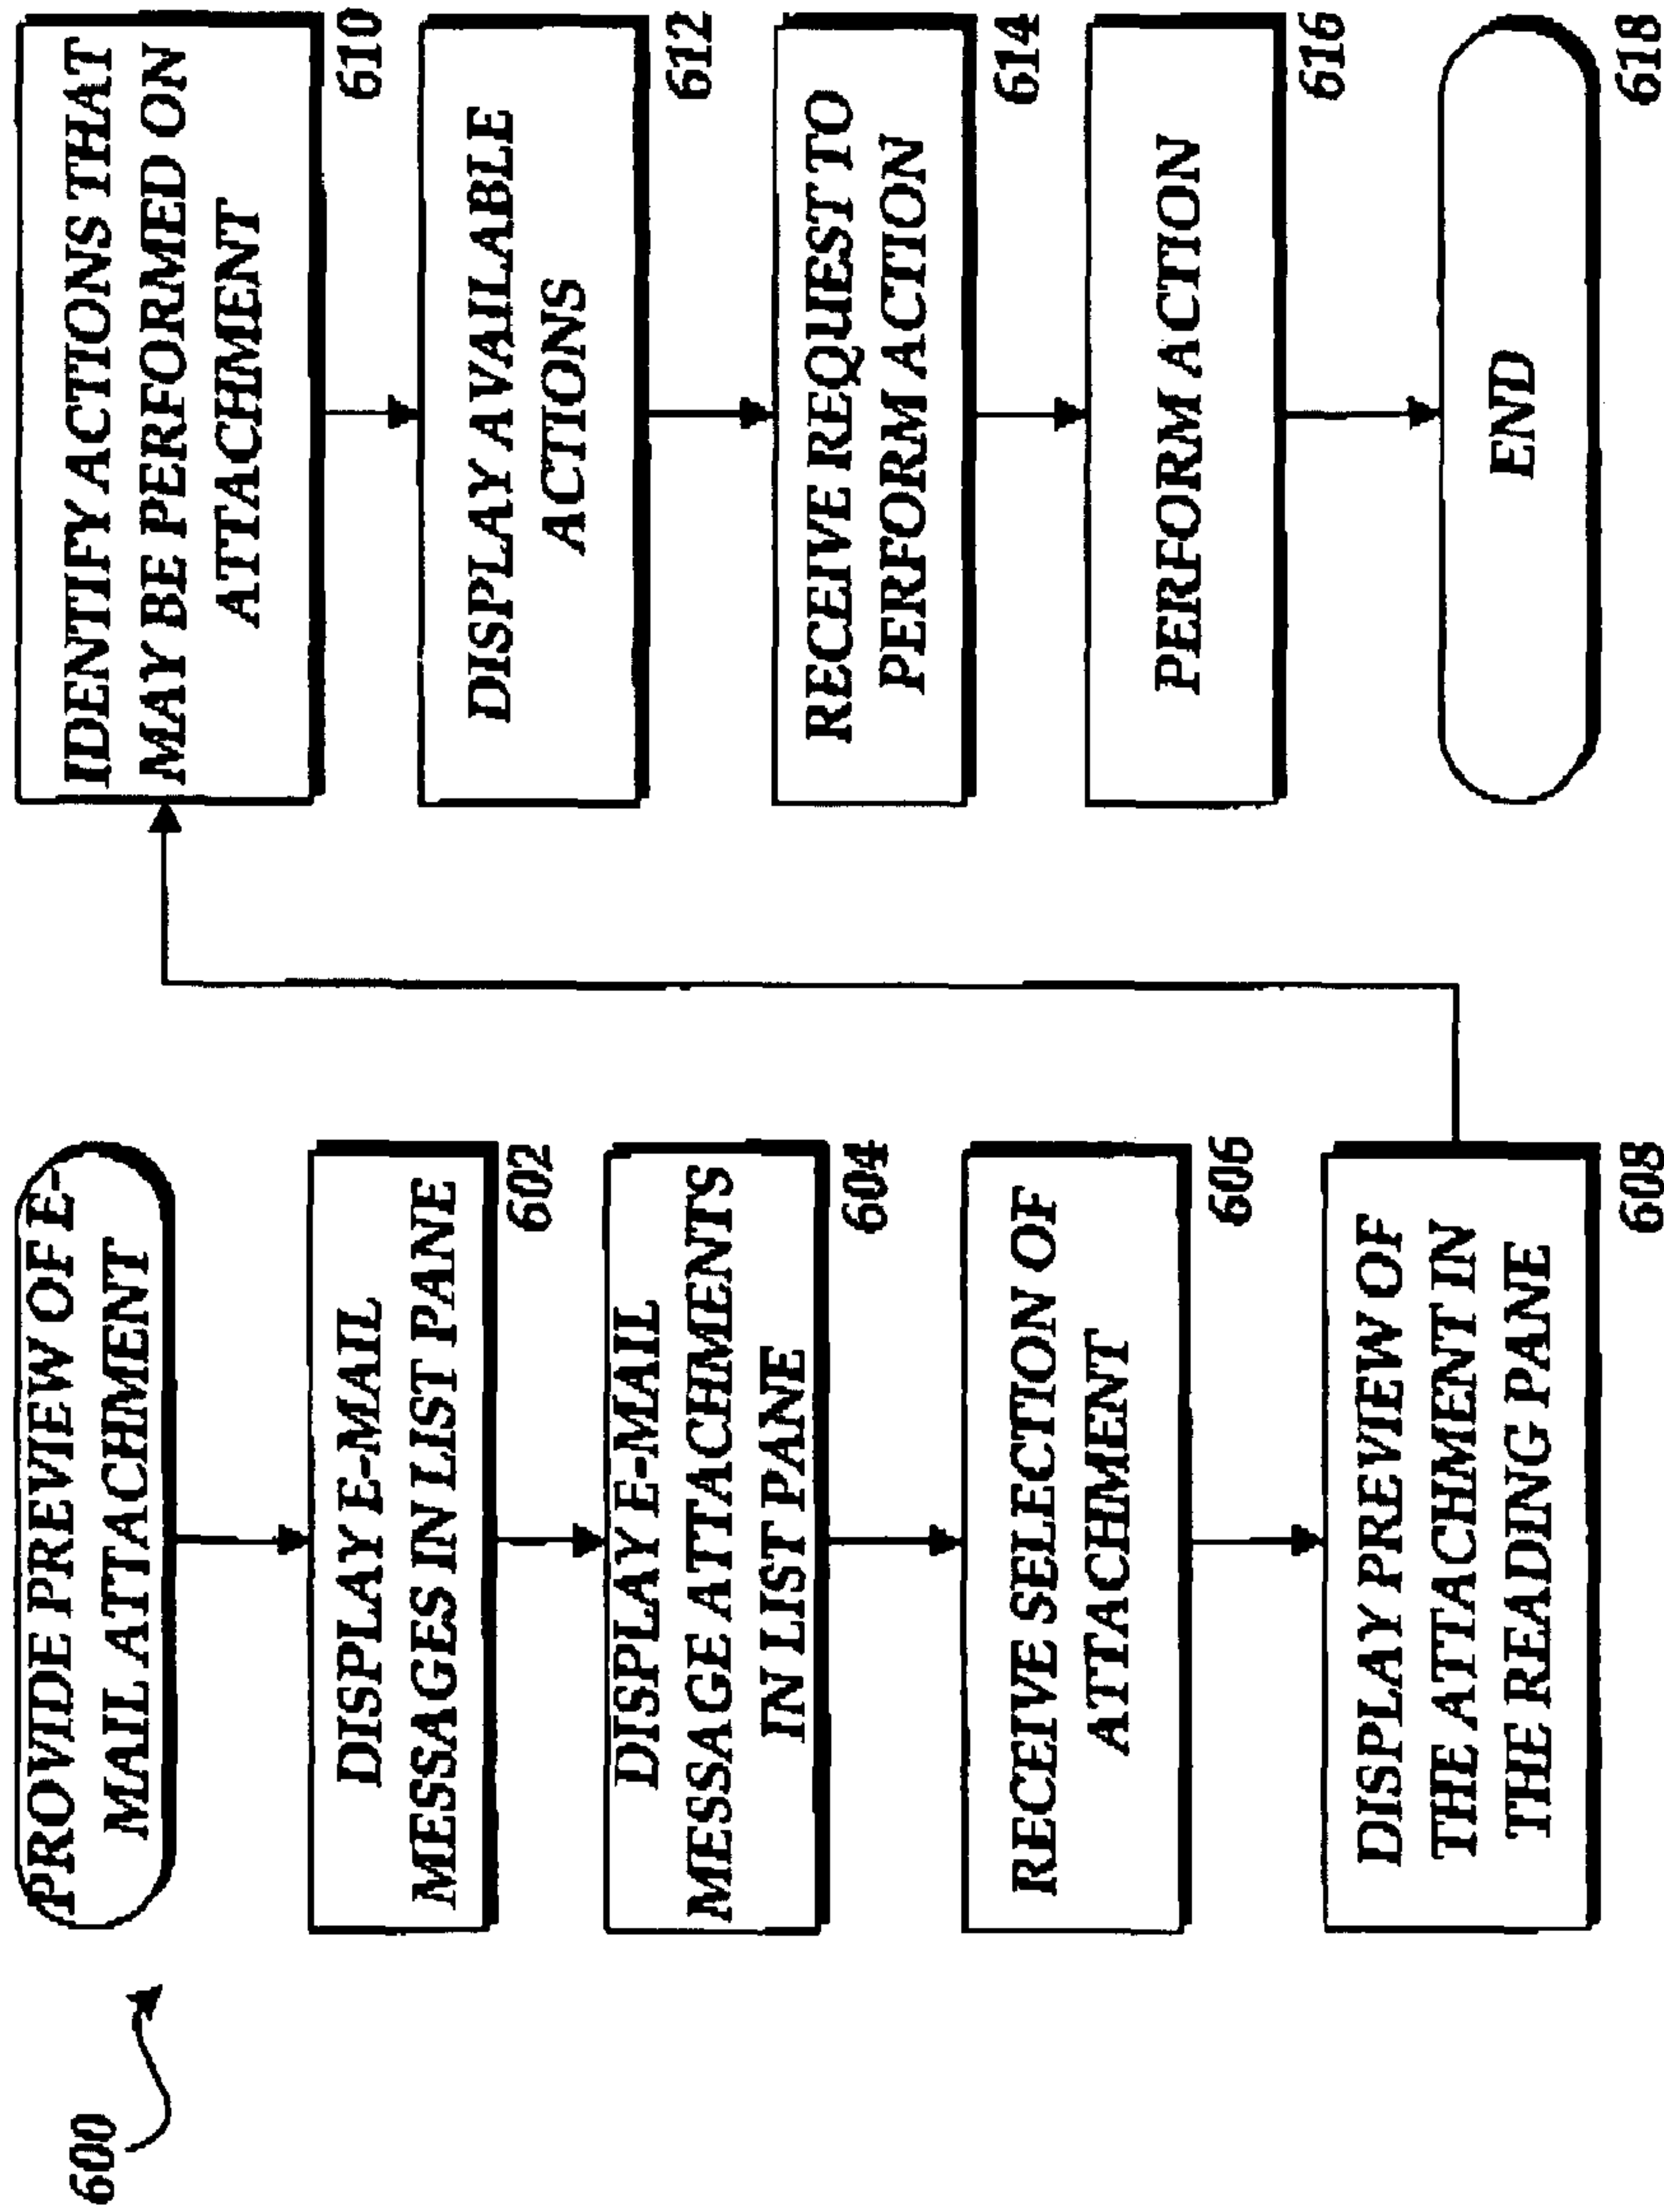 600
PROVIDE PREVIEW OF E-
MAIL ATTACHMENT
DISPLAY E-MAIL
MESSAGES IN LIST PANE
602
DISPLAY E-MAIL
MESSAGE ATTACHMENTS
IN LIST PANE
604
RECEIVE SELECTION OF
ATTACHMENT
606
DISPLAY PREVIEW OF
THE ATTACHMENT IN
THE READING PANE
608
IDENTIFY ACTIONS THAT
MAY BE PERFORMED ON
ATTACHMENT
610
DISPLAY AVAILABLE
ACTIONS
612
RECEIVE REQUEST TO
PERFORM ACTION
614
PERFORM ACTION
616
END
618